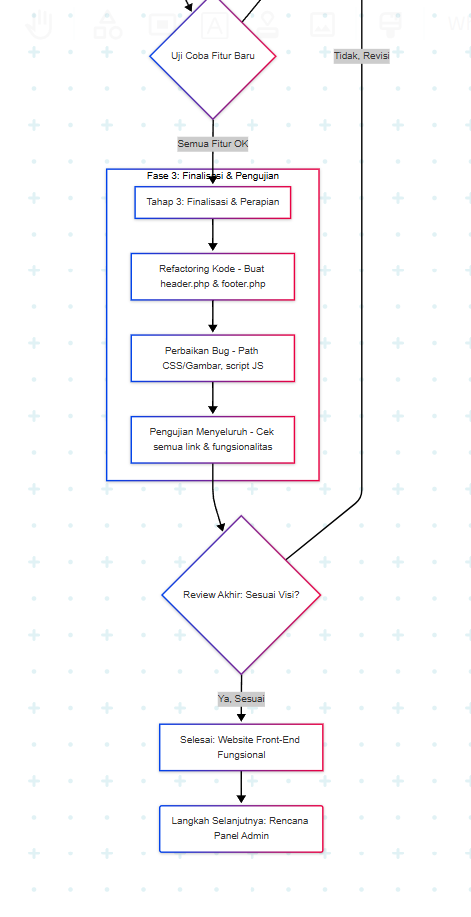 Uji Coba Fitur Baru
Tidak, Revisi
Semua Fitur OK
Fase 3: Finalisasi & Pengujian
Tahap 3: Finalisasi & Perapian
Refactoring Kode - Buat
header.php & footer.php
Perbaikan Bug - Path
CSS/Gambar, script JS
Pengujian Menyeluruh - Cek
semua link & fungsionalitas
Review Akhir: Sesuai Visi?
Ya, Sesuai
Selesai: Website Front-End
Fungsional
Langkah Selanjutnya: Rencana
Panel Admin